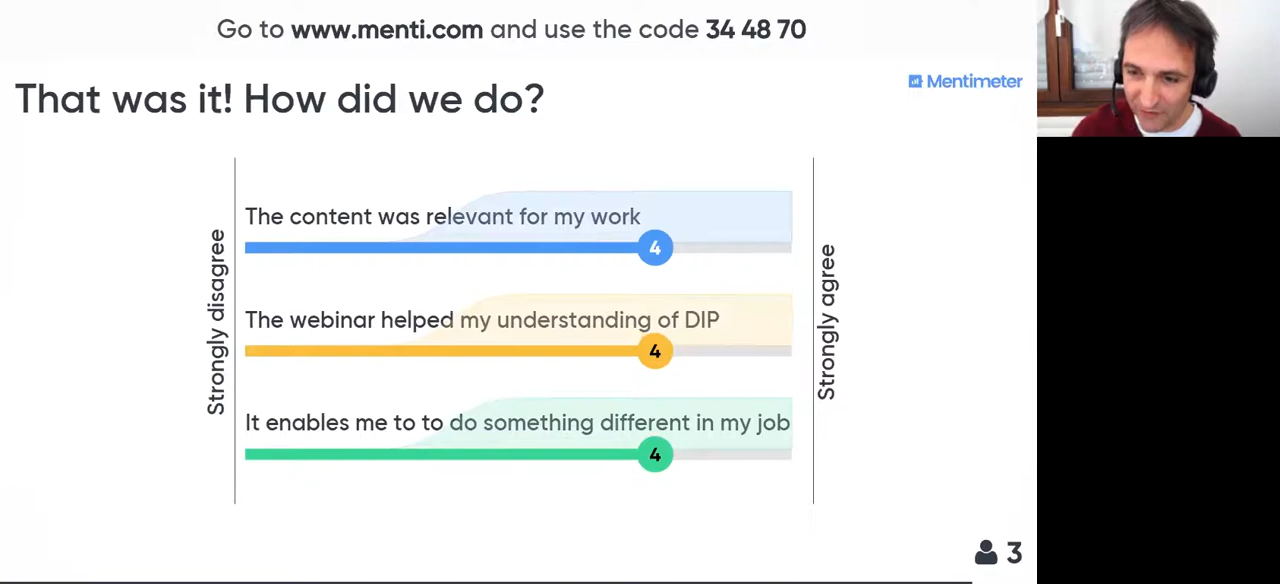 Go to www.menti.com and use the code 34 48 70
That was it! How did we do?
Mentimeter
Strongly disagree
The content was relevant for my work
4
The webinar helped my understanding of DIP
4
It enables me to to do something different in my job
4
Strongly agree
3